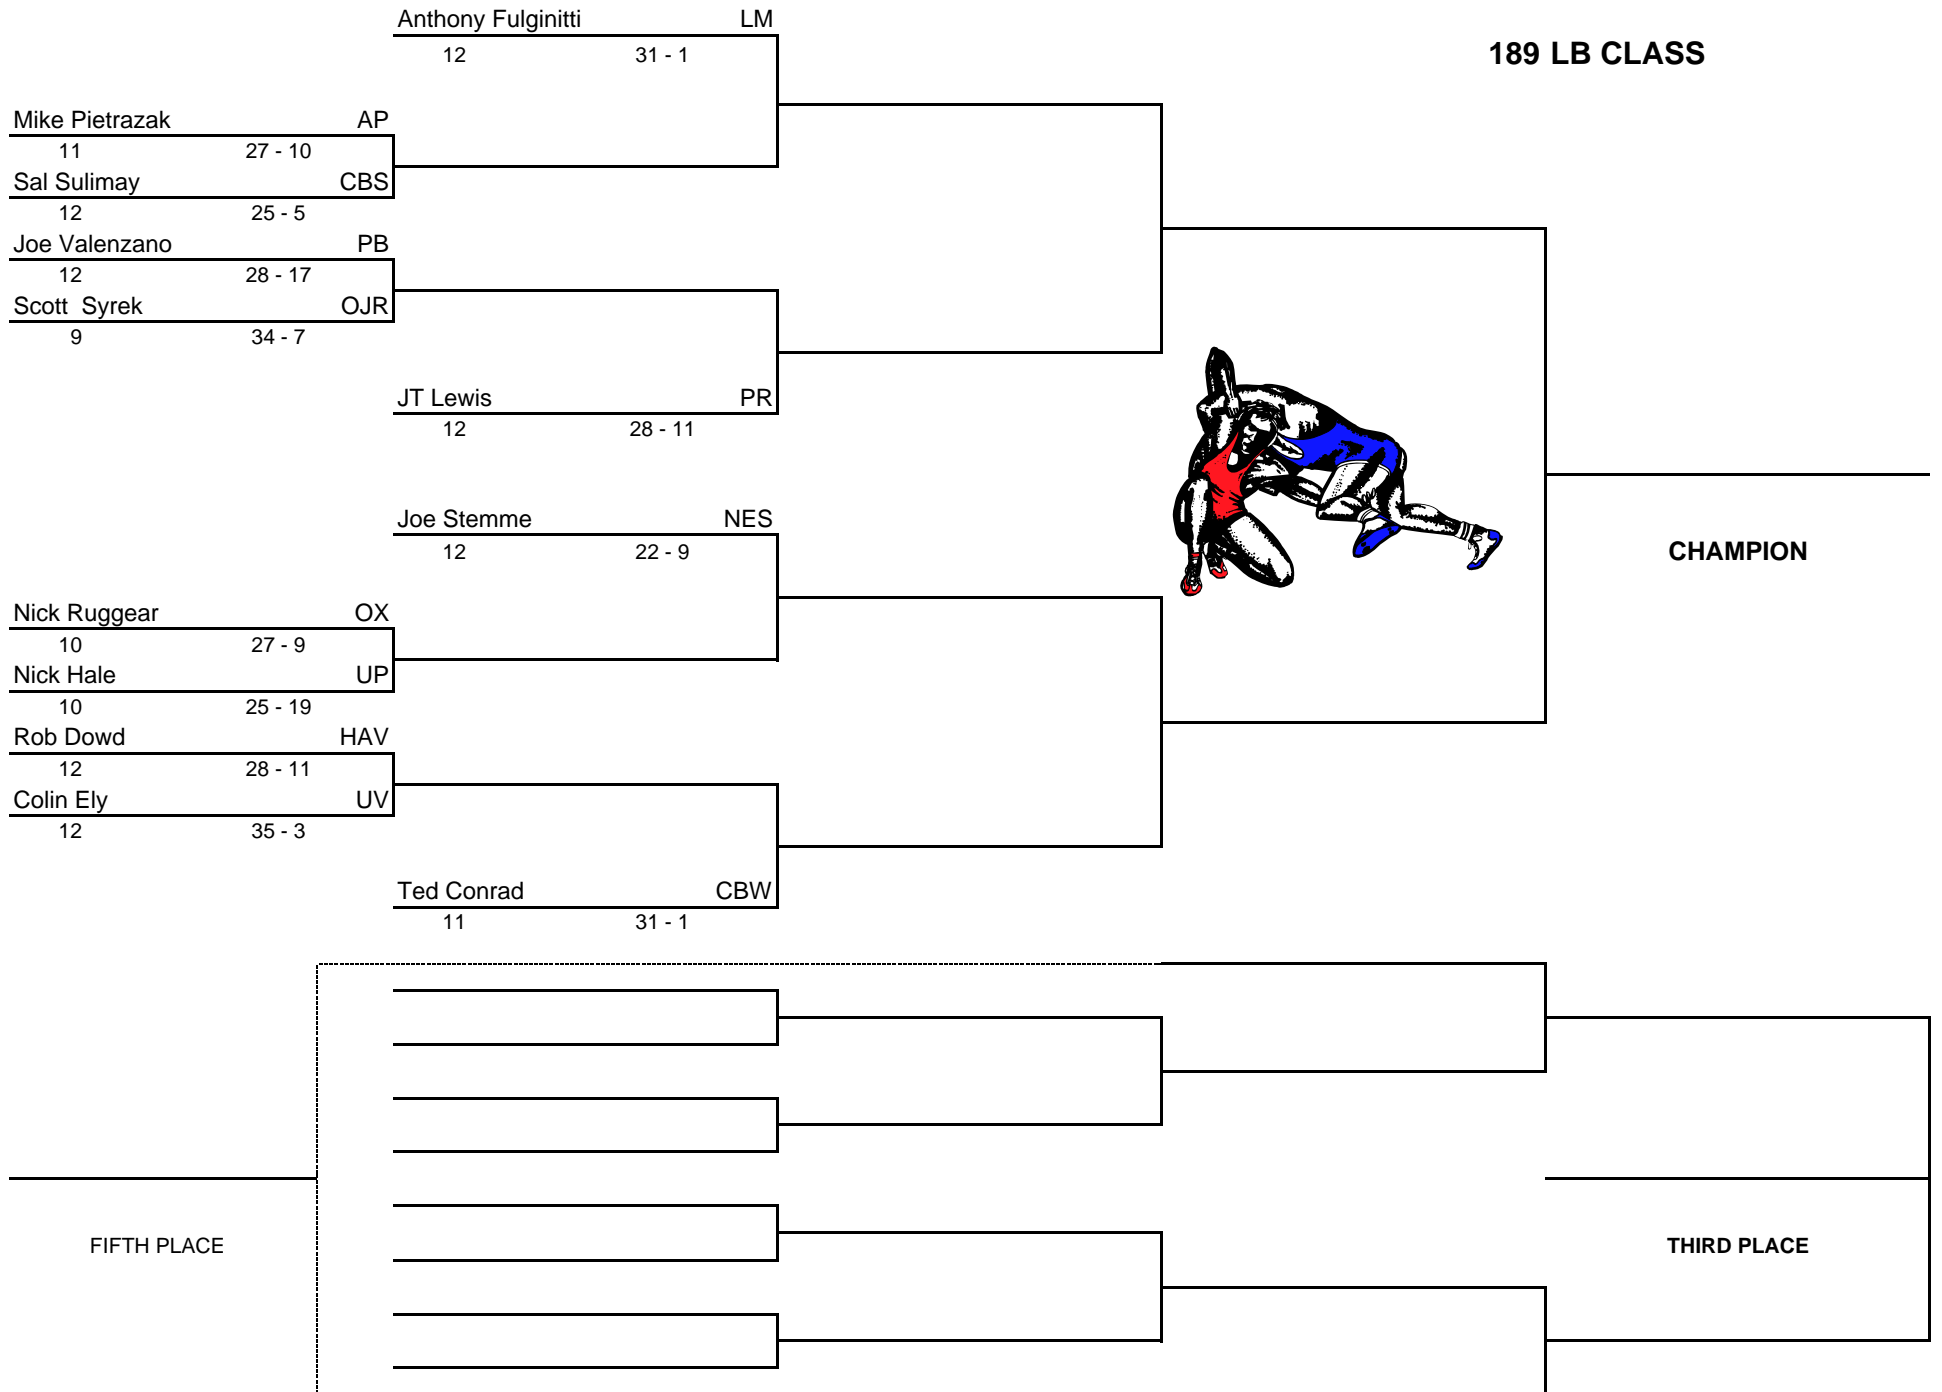 Anthony Fulginitti LM
12 31 - 1
189 LB CLASS
Mike Pietrazak AP
11 27 - 10
Sal Sulimay CBS
12 25 - 5
Joe Valenzano PB
12 28 - 17
Scott  Syrek OJR
9 34 - 7
JT Lewis PR
12 28 - 11
Joe Stemme NES
12 22 - 9
CHAMPION
Nick Ruggear OX
10 27 - 9
Nick Hale UP
10 25 - 19
Rob Dowd HAV
12 28 - 11
Colin Ely UV
12 35 - 3
Ted Conrad CBW
11 31 - 1
FIFTH PLACE
THIRD PLACE